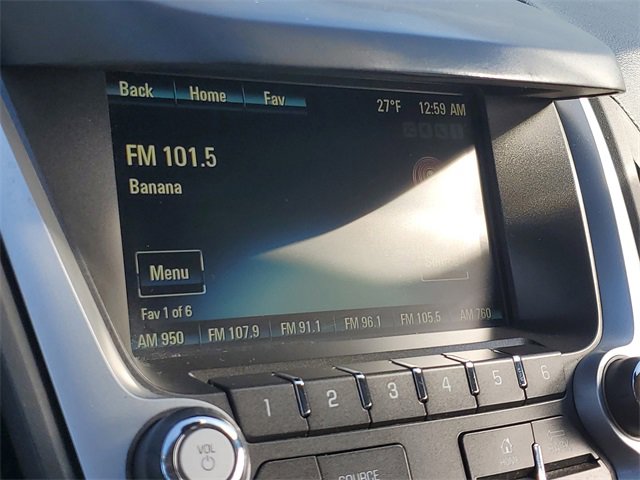 Back Home Fav
27°F 12:59 AM
FM 101.5
Banana
Menu
Fav 1 of 6
AM 950 FM 107.9 FM 91.1 FM 96.1 FM 105.5 AM 760
1 2 3 4 5 6
VOL
HOME
SOURCE